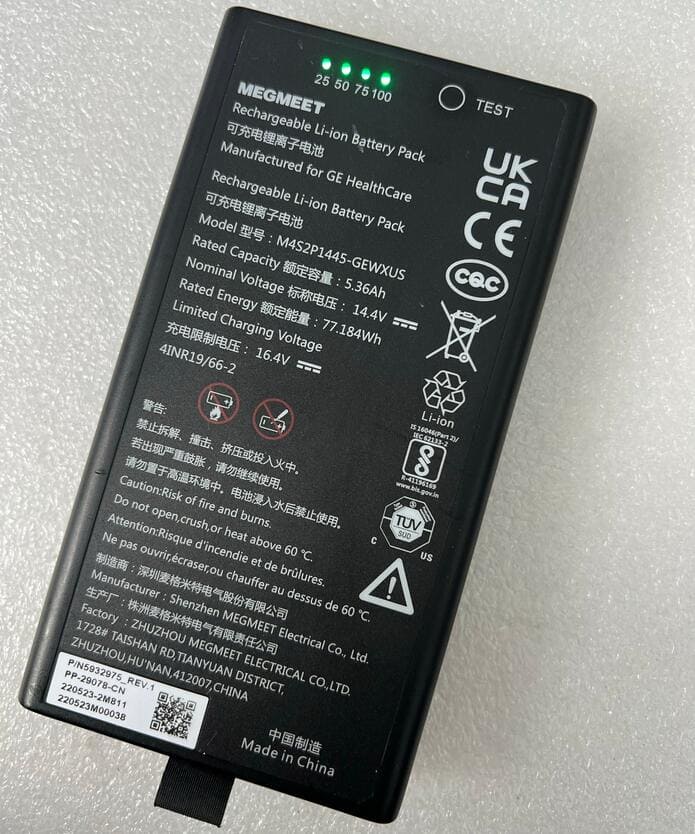 25 50 75 100
TEST
MEGMEET
Rechargeable Li-ion Battery Pack
可充电锂离子电池
Manufactured for GE HealthCare
Rechargeable Li-ion Battery Pack
可充电锂离子电池
Model 型号：M4S2P1445-GEWXUS
Rated Capacity 额定容量：5.36Ah
Nominal Voltage 标称电压：14.4V
Rated Energy 额定能量：77.184Wh
Limited Charging Voltage
充电限制电压：16.4V
4INR19/66-2
UK
CA
CE
CQC
Li-ion
IS 16046(Part 2)/
IEC 62133-2
R-41196169
www.bis.gov.in
TÜV
SÜD
C US
警告:
禁止拆解、撞击、挤压或投入火中。
若出现严重鼓胀，请勿继续使用。
请勿置于高温环境中。电池浸入水后禁止使用。
Caution:Risk of fire and burns.
Do not open,crush,or heat above 60 ℃.
Attention:Risque d'incendie et de brûlures.
Ne pas ouvrir,écraser,ou chauffer au dessus de 60 ℃.
制造商：深圳麦格米特电气股份有限公司
Manufacturer : Shenzhen MEGMEET Electrical Co., Ltd.
生产厂：株洲麦格米特电气有限责任公司
Factory : ZHUZHOU MEGMEET ELECTRICAL CO.,LTD.
1728# TAISHAN RD,TIANYUAN DISTRICT,
ZHUZHOU,HU'NAN,412007,CHINA
P/N5932975_REV.1
PP-29078-CN
220523-2M811
220523M00038
中国制造
Made in China